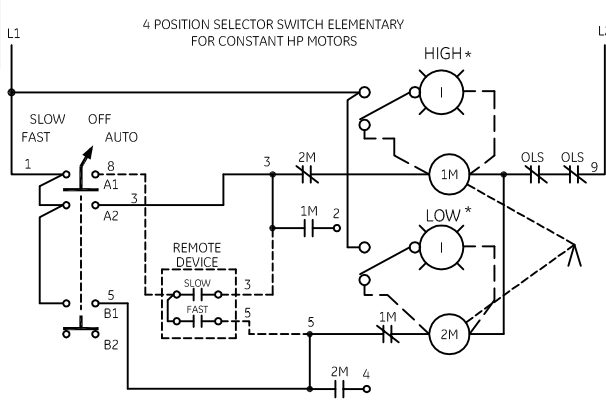 4 POSITION SELECTOR SWITCH ELEMENTARY
FOR CONSTANT HP MOTORS
L1
L2
HIGH *
I
SLOW OFF
FAST AUTO
1
8
A1
3
A2
3
2M
1M
OLS OLS
9
1M
2
LOW *
I
REMOTE
DEVICE
SLOW
3
FAST
5
5
B1
B2
5
1M
2M
2M
4